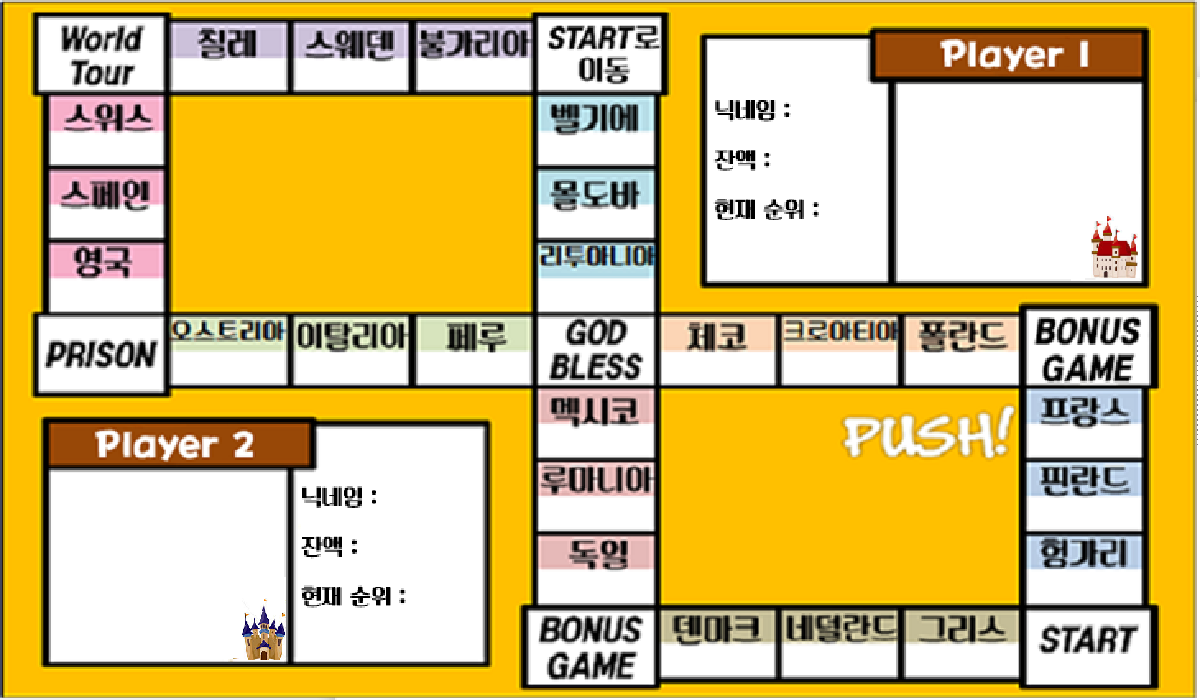 World
Tour
칠레
스웨덴
불가리아
START로
이동
Player 1
스위스
벨기에
닉네임 :
잔액 :
스페인
몰도바
현재 순위 :
영국
리투아니아
PRISON
오스트리아
이탈리아
페루
GOD
BLESS
체코
크로아티아
폴란드
BONUS
GAME
멕시코
프랑스
PUSH!
Player 2
루마니아
핀란드
닉네임 :
잔액 :
독일
헝가리
현재 순위 :
BONUS
GAME
덴마크
네덜란드
그리스
START